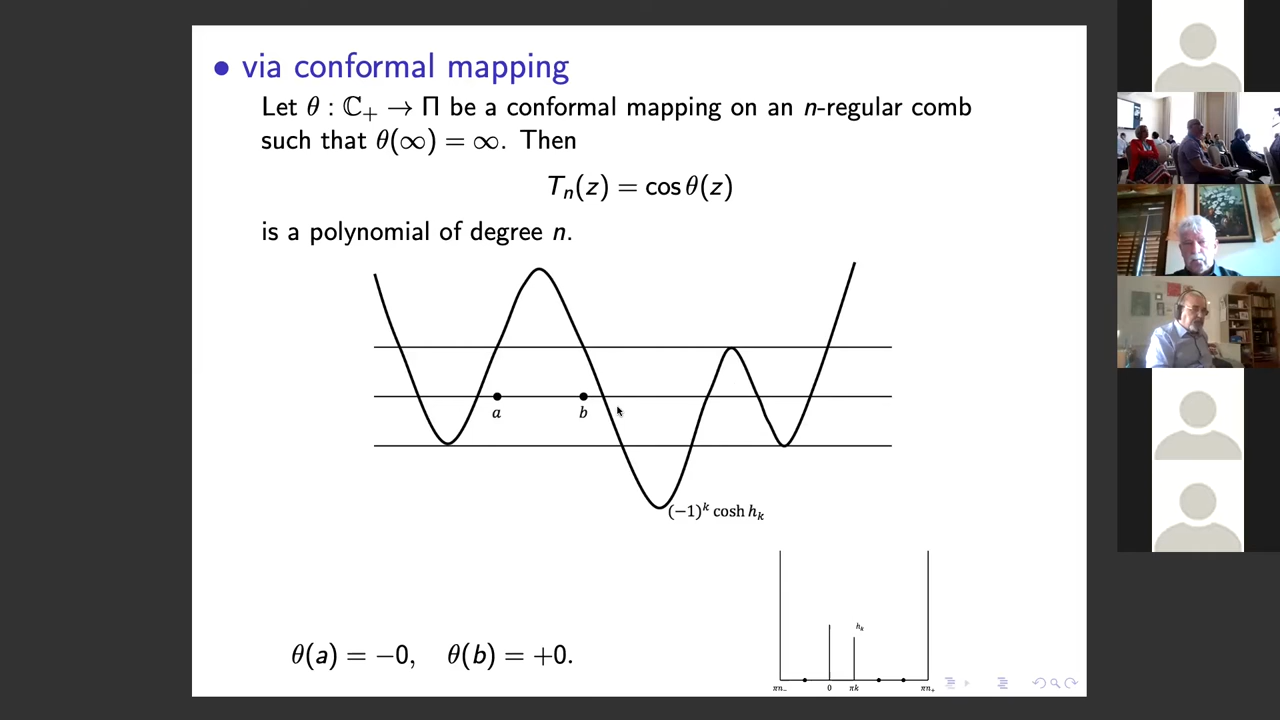 • via conformal mapping
Let θ : ℂ₊ → Π be a conformal mapping on an n-regular comb
such that θ(∞) = ∞. Then
Tₙ(z) = cos θ(z)
is a polynomial of degree n.
a
b
(−1)ᵏ cosh hₖ
hₖ
πn₋
0
πk
πn₊
θ(a) = −0, θ(b) = +0.